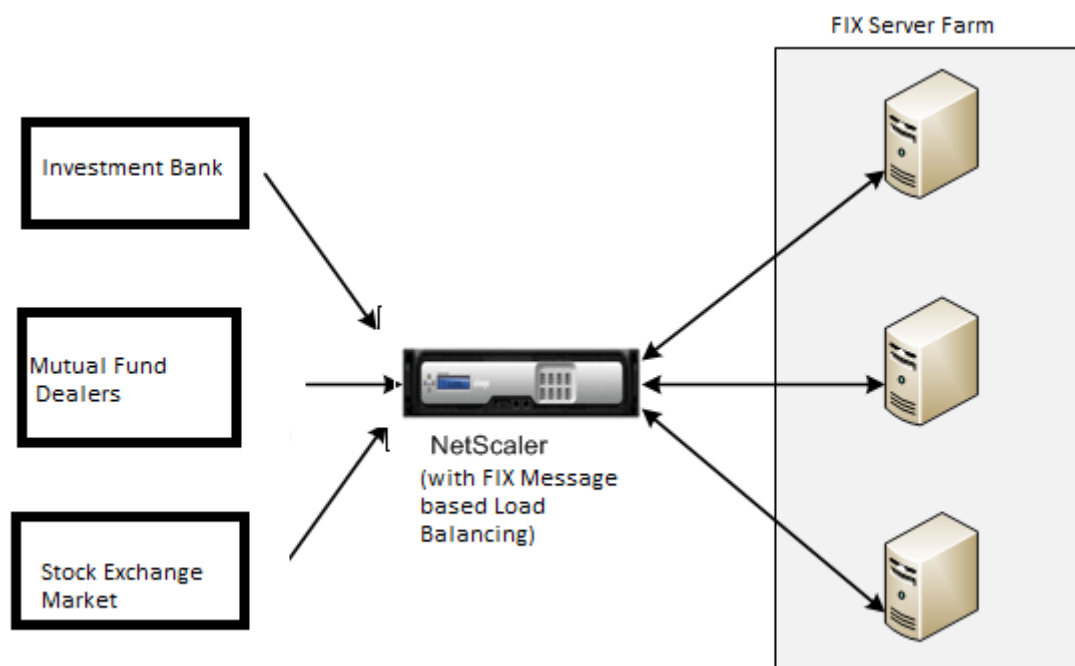 FIX Server Farm
Investment Bank
Mutual Fund
Dealers
Stock Exchange
Market
NetScaler
(with FIX Message
based Load
Balancing)